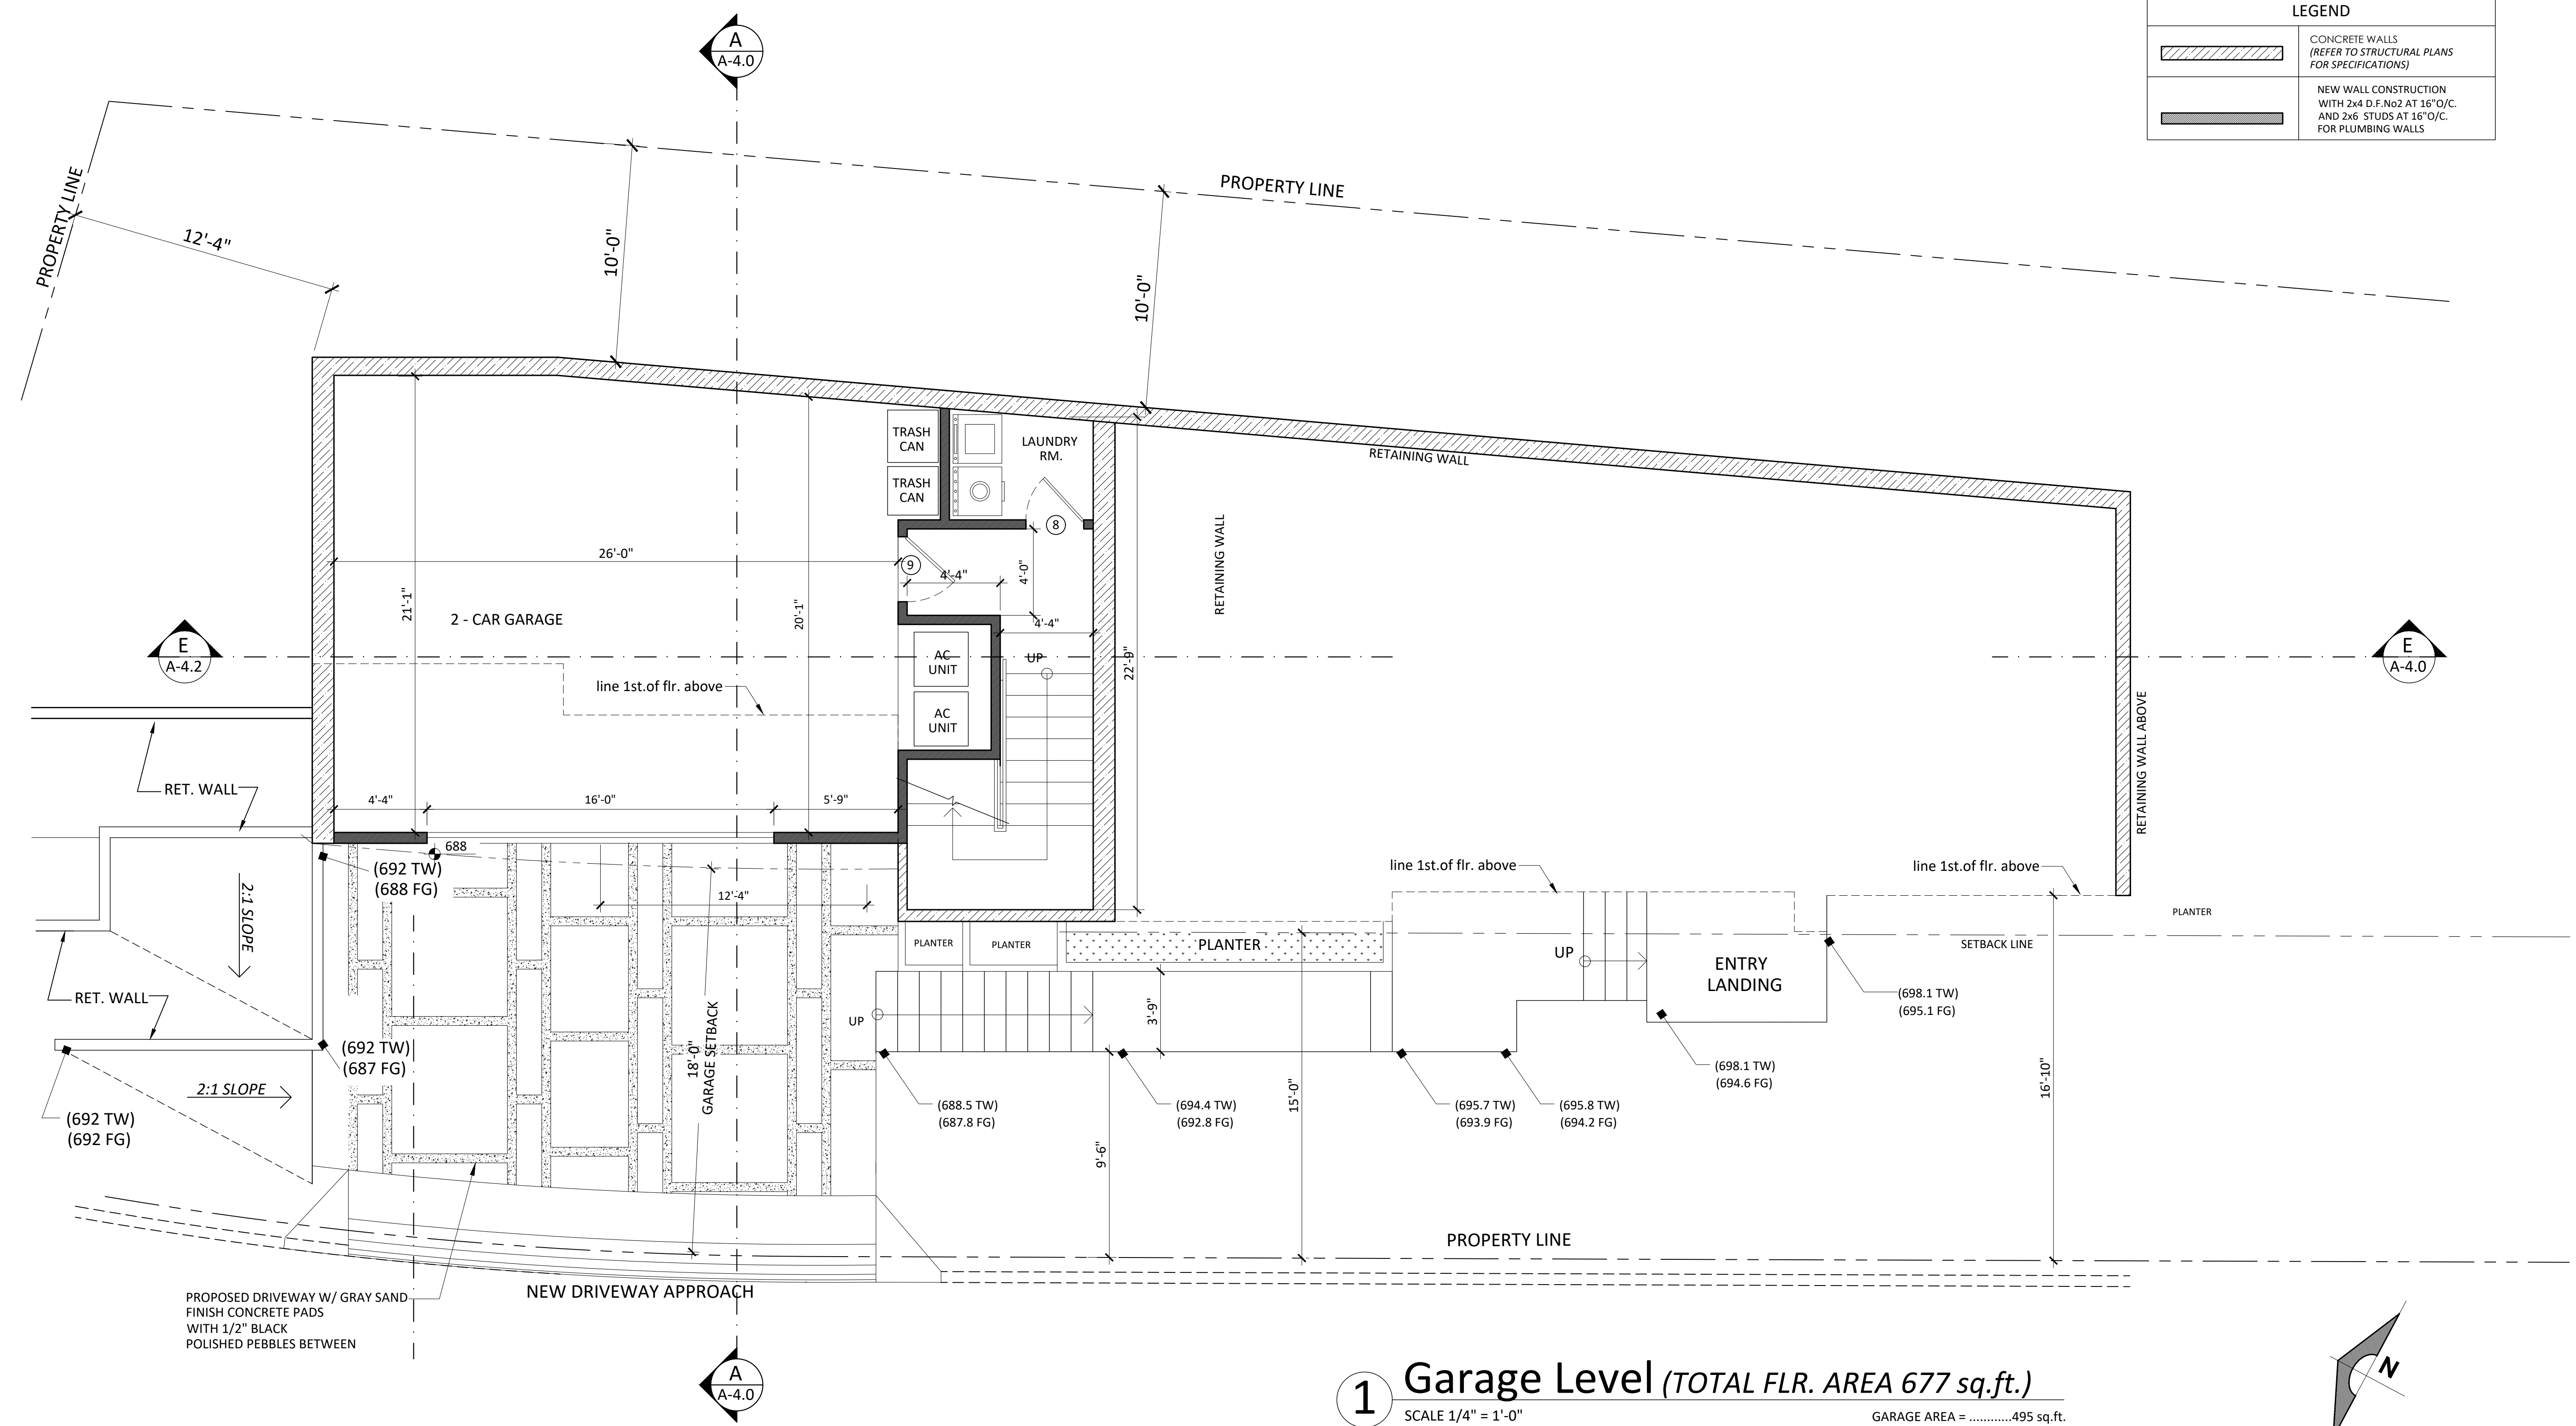 LEGEND
CONCRETE WALLS
(REFER TO STRUCTURAL PLANS
FOR SPECIFICATIONS)
NEW WALL CONSTRUCTION
WITH 2x4 D.F.No2 AT 16"O/C.
AND 2x6 STUDS AT 16"O/C.
FOR PLUMBING WALLS
A
A-4.0
PROPERTY LINE
PROPERTY LINE
12'-4"
10'-0"
10'-0"
TRASH
CAN
TRASH
CAN
LAUNDRY
RM.
RETAINING WALL
RETAINING WALL
8
9
26'-0"
4'-4"
4'-0"
21'-1"
20'-1"
2 - CAR GARAGE
4'-4"
22'-9"
E
A-4.2
E
A-4.0
AC
UNIT
AC
UNIT
UP
line 1st.of flr. above
RETAINING WALL ABOVE
RET. WALL
4'-4"
16'-0"
5'-9"
688
(692 TW)
(688 FG)
12'-4"
2:1 SLOPE
line 1st.of flr. above
line 1st.of flr. above
PLANTER
PLANTER
PLANTER
PLANTER
SETBACK LINE
UP
ENTRY
LANDING
RET. WALL
UP
3'-9"
18'-0"
GARAGE SETBACK
(698.1 TW)
(695.1 FG)
(692 TW)
(687 FG)
2:1 SLOPE
(692 TW)
(692 FG)
(698.1 TW)
(694.6 FG)
(688.5 TW)
(687.8 FG)
(694.4 TW)
(692.8 FG)
(695.7 TW)
(693.9 FG)
(695.8 TW)
(694.2 FG)
9'-6"
15'-0"
16'-10"
PROPERTY LINE
NEW DRIVEWAY APPROACH
PROPOSED DRIVEWAY W/ GRAY SAND
FINISH CONCRETE PADS
WITH 1/2" BLACK
POLISHED PEBBLES BETWEEN
A
A-4.0
1
Garage Level (TOTAL FLR. AREA 677 sq.ft.)
SCALE 1/4" = 1'-0"
GARAGE AREA = ............495 sq.ft.
N